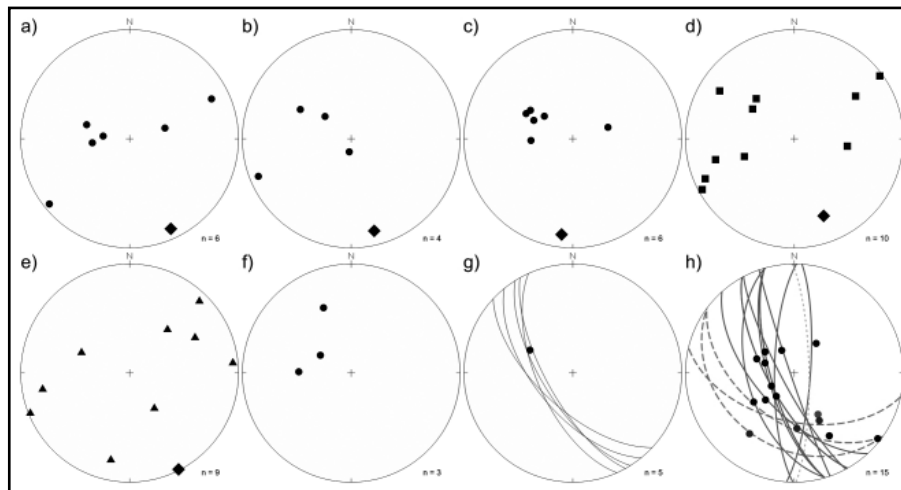 a)
N
n = 6
b)
N
n = 4
c)
N
n = 6
d)
N
n = 10
e)
N
n = 9
f)
N
n = 3
g)
N
n = 5
h)
N
n = 15